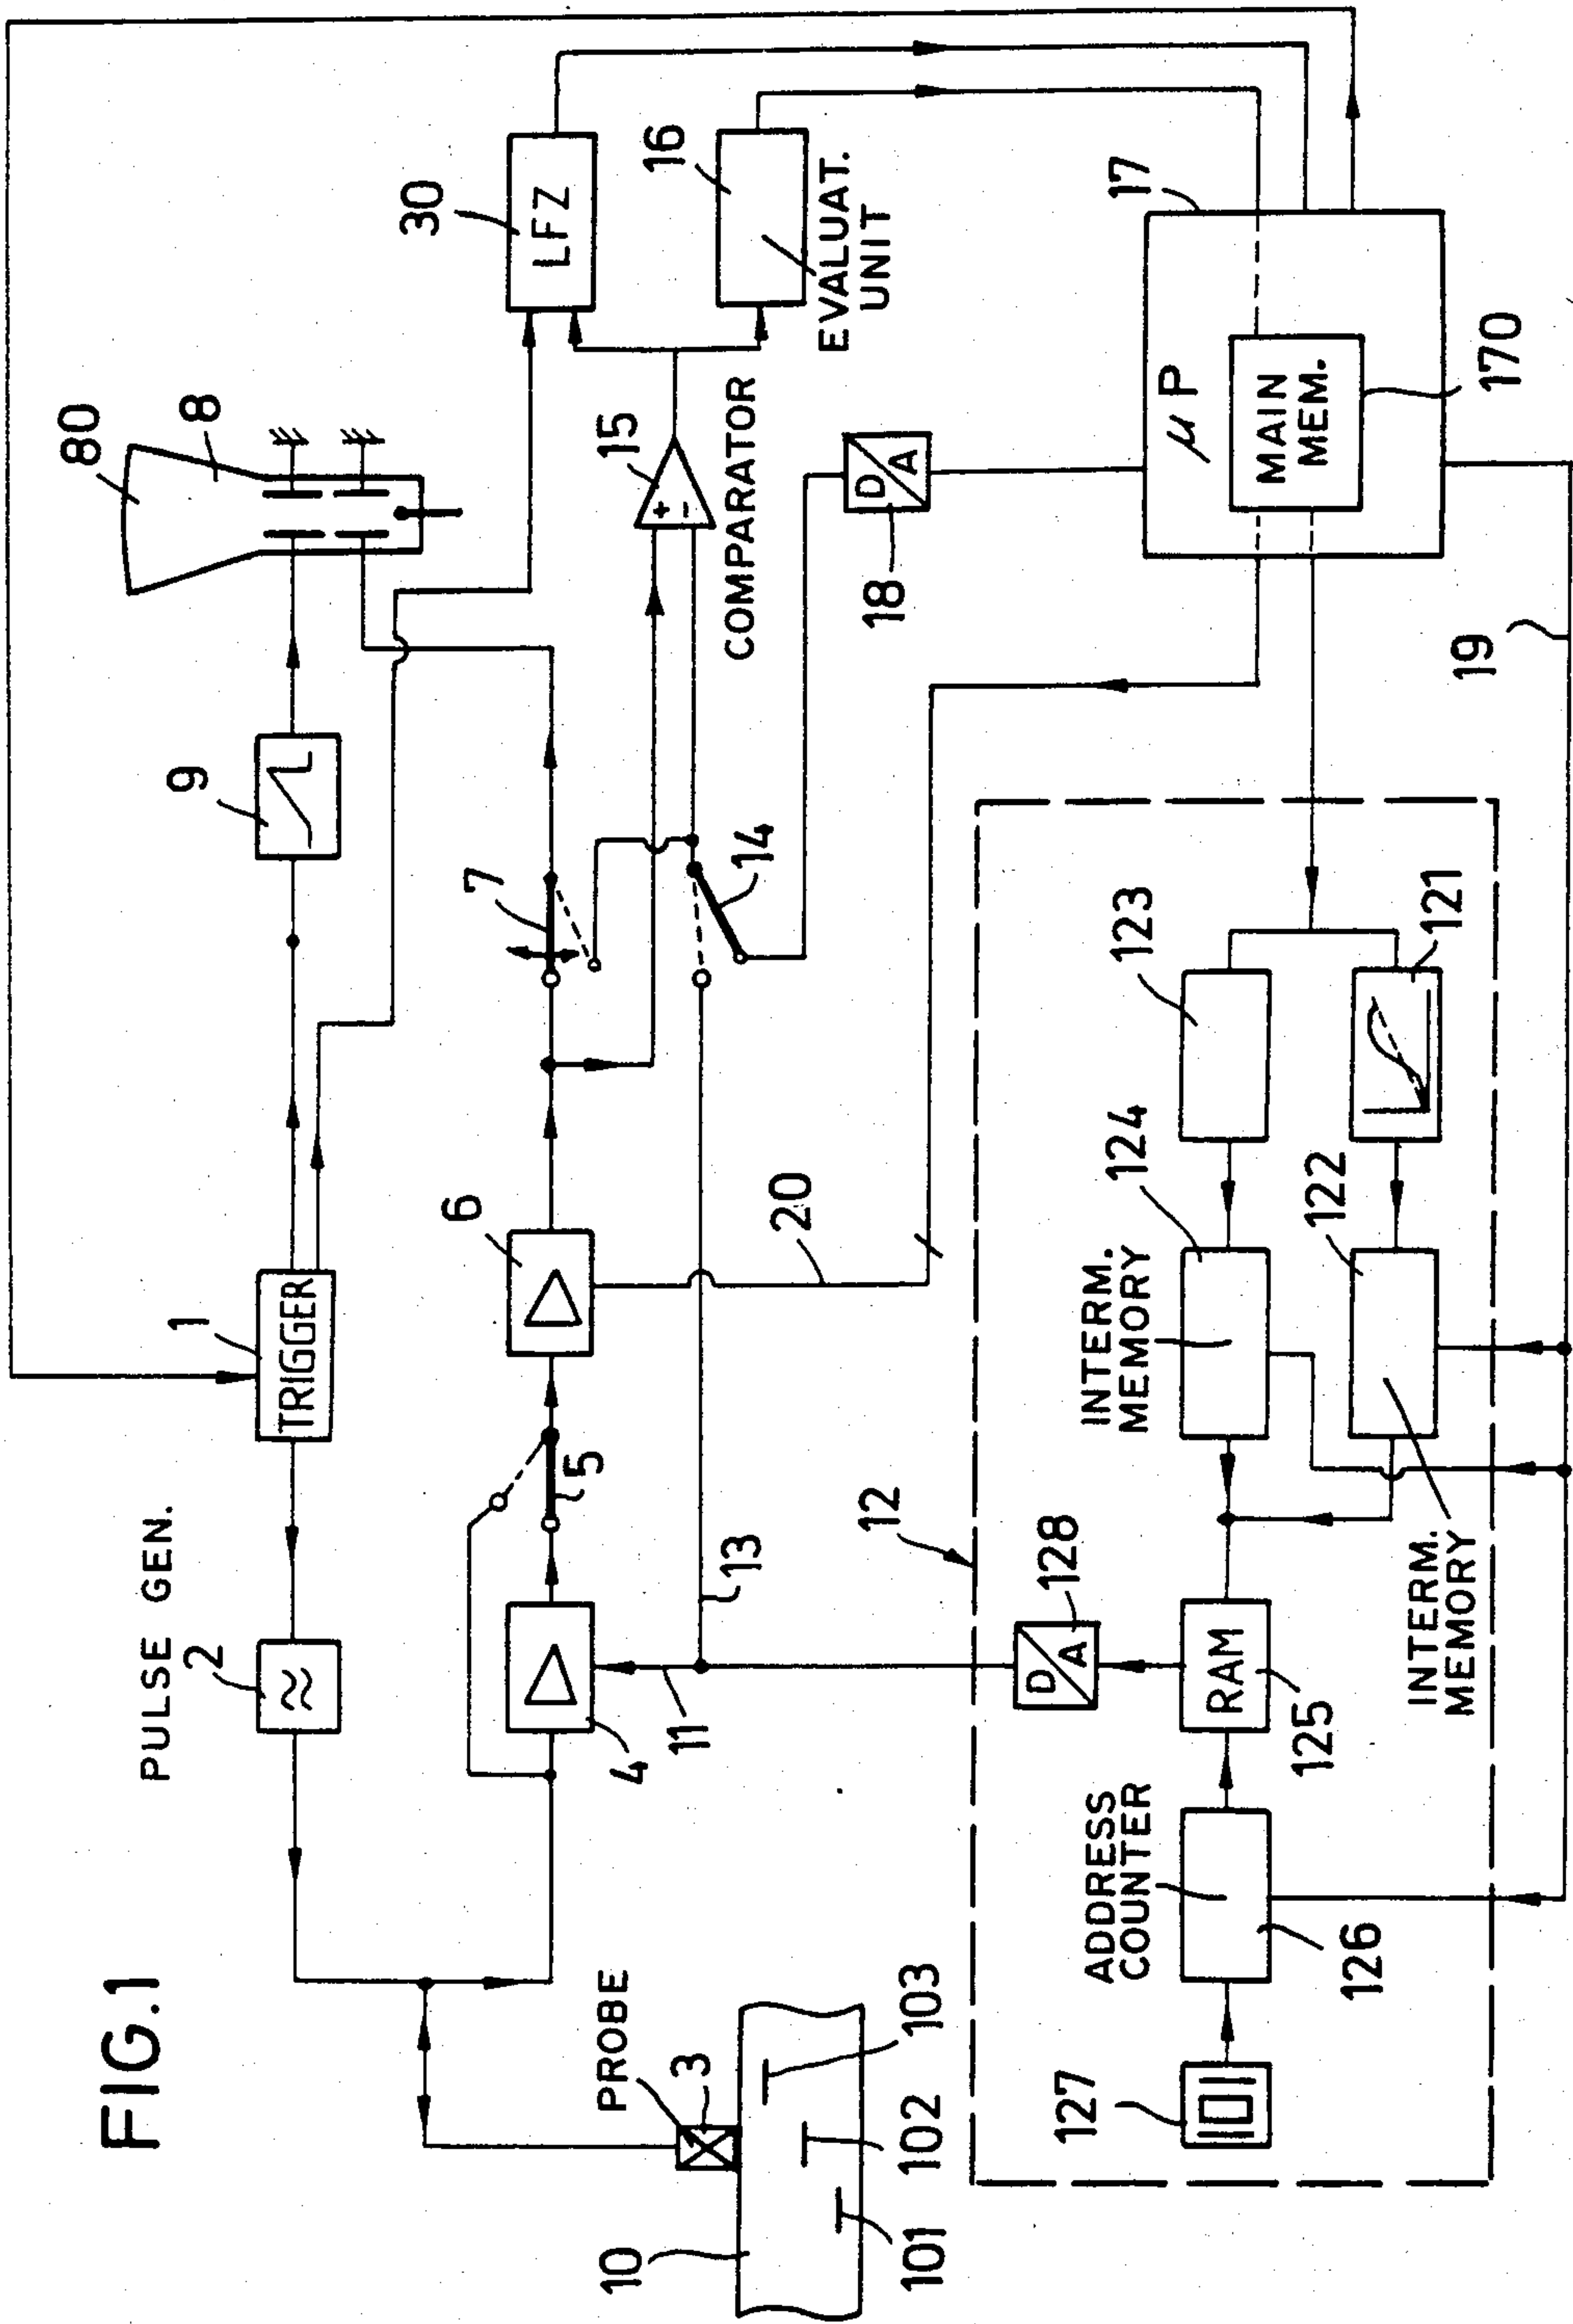 FIG.1
PULSE GEN.
2
1
TRIGGER
9
80
8
PROBE
3
10
101
102
103
4
11
5
6
7
13
20
14
15
+
-
COMPARATOR
30
LFZ
16
EVALUAT.
UNIT
12
127
ADDRESS
COUNTER
126
RAM
125
D/A
128
INTERM.
MEMORY
124
123
INTERM.
MEMORY
122
121
D/A
18
17
μP
MAIN
MEM.
170
19